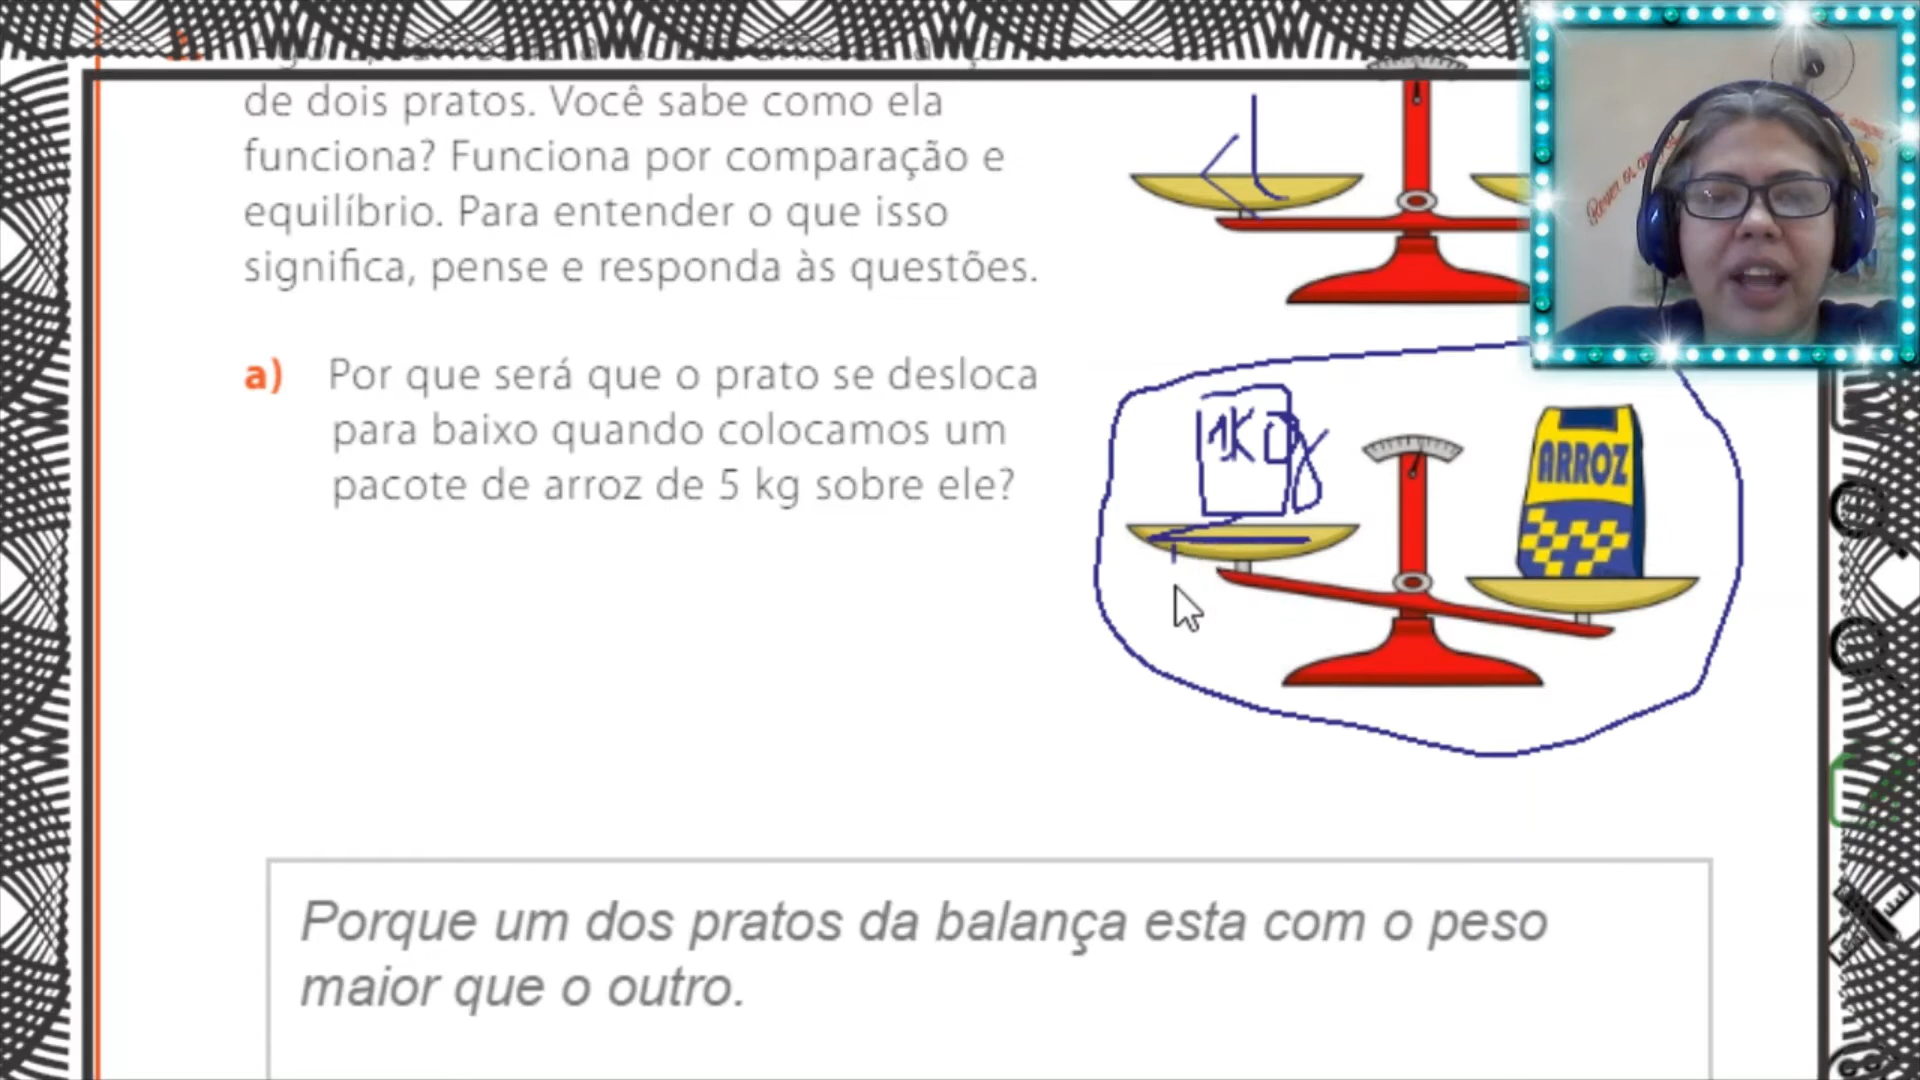 de dois pratos. Você sabe como ela
funciona? Funciona por comparação e
equilíbrio. Para entender o que isso
significa, pense e responda às questões.
a) Por que será que o prato se desloca
para baixo quando colocamos um
pacote de arroz de 5 kg sobre ele?
1Kg
ARROZ
Porque um dos pratos da balança esta com o peso
maior que o outro.